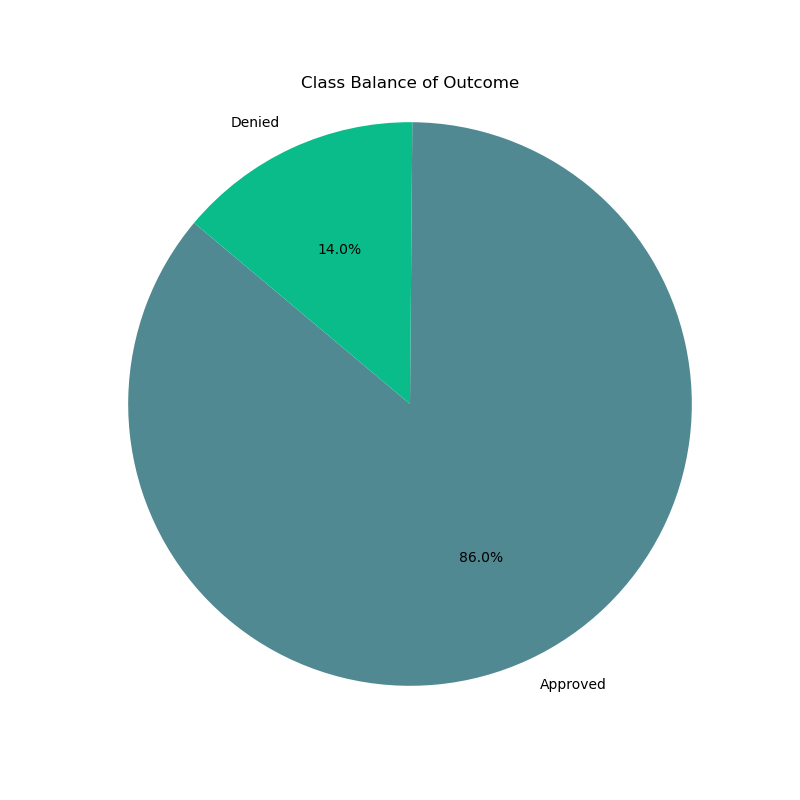 Class Balance of Outcome
Denied
14.0%
86.0%
Approved